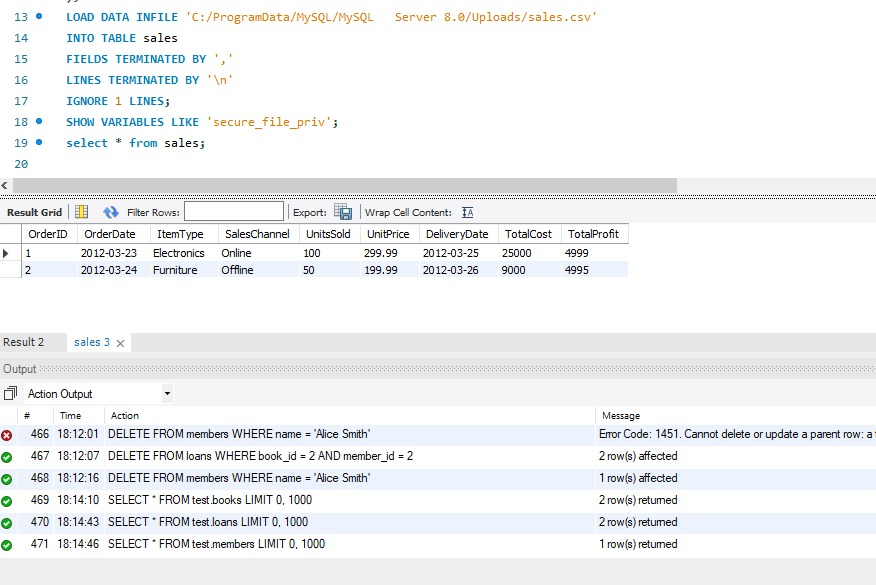 );
13 LOAD DATA INFILE 'C:/ProgramData/MySQL/MySQL   Server 8.0/Uploads/sales.csv'
14 INTO TABLE sales
15 FIELDS TERMINATED BY ','
16 LINES TERMINATED BY '\n'
17 IGNORE 1 LINES;
18 SHOW VARIABLES LIKE 'secure_file_priv';
19 select * from sales;
20
Result Grid Filter Rows: Export: Wrap Cell Content: IA
OrderID OrderDate ItemType SalesChannel UnitsSold UnitPrice DeliveryDate TotalCost TotalProfit
1 2012-03-23 Electronics Online 100 299.99 2012-03-25 25000 4999
2 2012-03-24 Furniture Offline 50 199.99 2012-03-26 9000 4995
Result 2 sales 3
Output
Action Output
# Time Action Message
466 18:12:01 DELETE FROM members WHERE name = 'Alice Smith' Error Code: 1451. Cannot delete or update a parent row: a
467 18:12:07 DELETE FROM loans WHERE book_id = 2 AND member_id = 2 2 row(s) affected
468 18:12:16 DELETE FROM members WHERE name = 'Alice Smith' 1 row(s) affected
469 18:14:10 SELECT * FROM test.books LIMIT 0, 1000 2 row(s) returned
470 18:14:43 SELECT * FROM test.loans LIMIT 0, 1000 2 row(s) returned
471 18:14:46 SELECT * FROM test.members LIMIT 0, 1000 1 row(s) returned